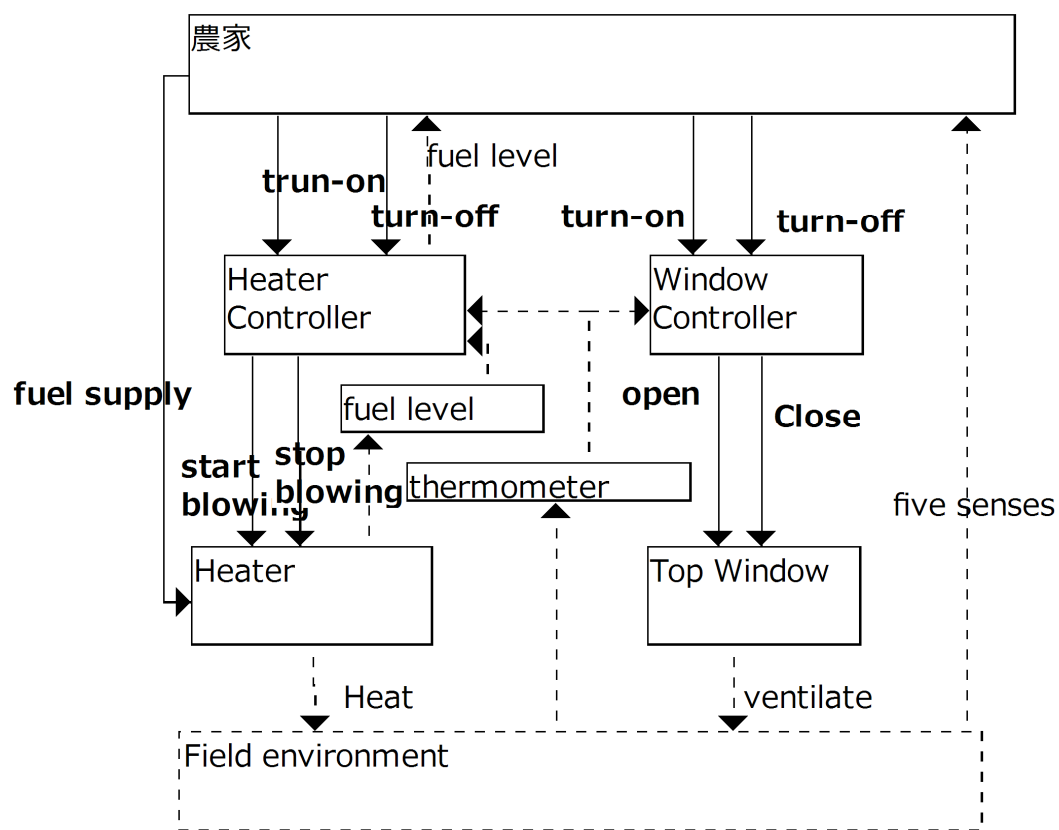 農家
fuel level
trun-on
turn-off
turn-on
turn-off
Heater
Controller
Window
Controller
fuel supply
fuel level
open
Close
start
blowing
stop
blowing
thermometer
five senses
Heater
Top Window
Heat
ventilate
Field environment